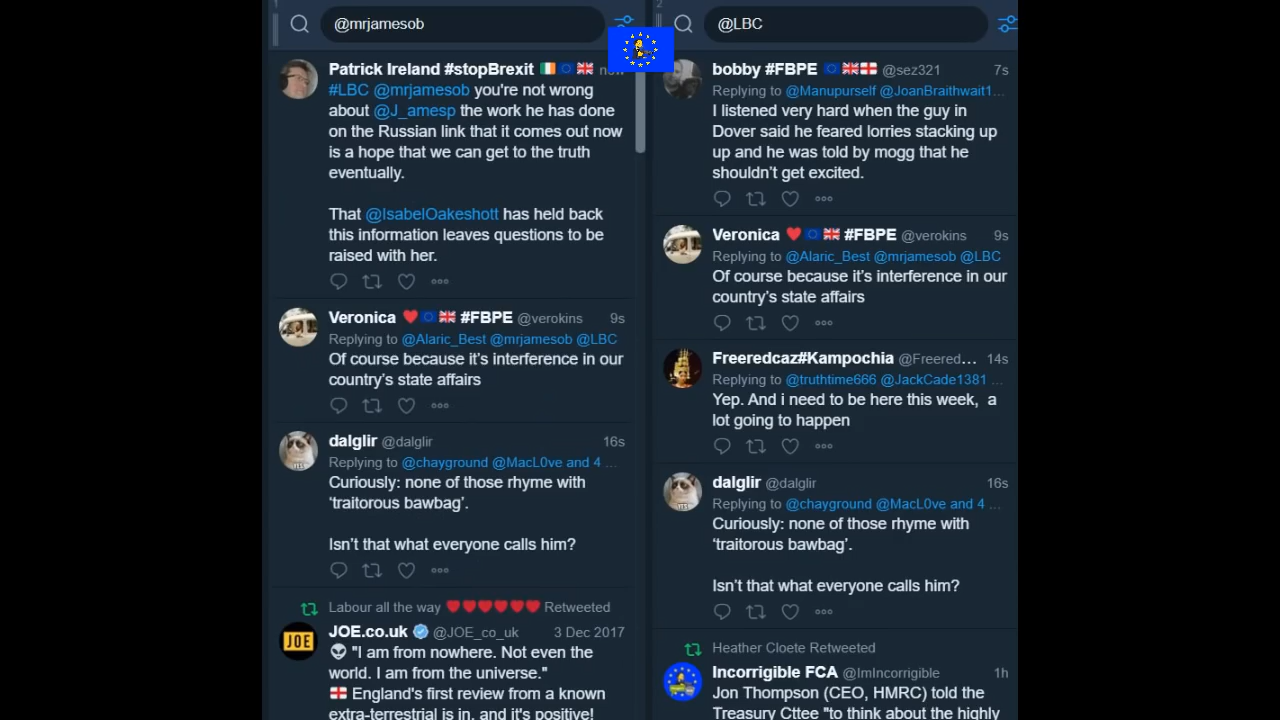 1
@mrjamesob
Patrick Ireland #stopBrexit now
#LBC @mrjamesob you're not wrong
about @J_amesp the work he has done
on the Russian link that it comes out now
is a hope that we can get to the truth
eventually.
That @IsabelOakeshott has held back
this information leaves questions to be
raised with her.
Veronica ❤️ 🇪🇺 🇬🇧 #FBPE @verokins 9s
Replying to @Alaric_Best @mrjamesob @LBC
Of course because it's interference in our
country's state affairs
dalglir @dalglir 16s
Replying to @chayground @MacL0ve and 4 ...
Curiously: none of those rhyme with
‘traitorous bawbag’.
Isn’t that what everyone calls him?
Labour all the way ❤️❤️❤️❤️❤️❤️ Retweeted
JOE
JOE.co.uk @JOE_co_uk 3 Dec 2017
👽 "I am from nowhere. Not even the
world. I am from the universe."
🏴󠁧󠁢󠁥󠁮󠁧󠁿 England's first review from a known
extra-terrestrial is in, and it's positive!
2
@LBC
bobby #FBPE 🇪🇺🇬🇧🏴󠁧󠁢󠁥󠁮󠁧󠁿 @sez321 7s
Replying to @Manupurself @JoanBraithwait1...
I listened very hard when the guy in
Dover said he feared lorries stacking up
up and he was told by mogg that he
shouldn’t get excited.
Veronica ❤️ 🇪🇺 🇬🇧 #FBPE @verokins 9s
Replying to @Alaric_Best @mrjamesob @LBC
Of course because it’s interference in our
country’s state affairs
Freeredcaz#Kampochia @Freered... 14s
Replying to @truthtime666 @JackCade1381 ...
Yep. And i need to be here this week, a
lot going to happen
dalglir @dalglir 16s
Replying to @chayground @MacL0ve and 4 ...
Curiously: none of those rhyme with
‘traitorous bawbag’.
Isn’t that what everyone calls him?
Heather Cloete Retweeted
Incorrigible FCA @ImIncorrigible 1h
Jon Thompson (CEO, HMRC) told the
Treasury Cttee "to think about the highly